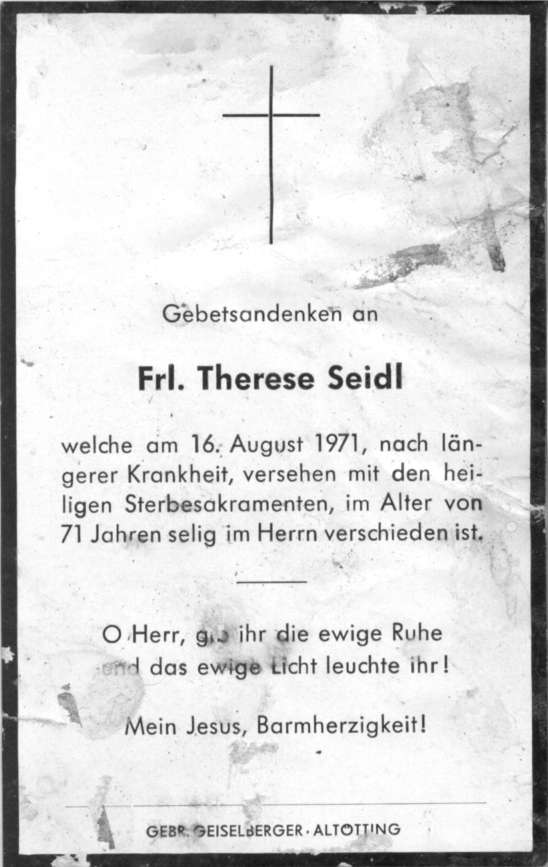 Gebetsandenken an
Frl. Therese Seidl
welche am 16. August 1971, nach län-
gerer Krankheit, versehen mit den hei-
ligen Sterbesakramenten, im Alter von
71 Jahren selig im Herrn verschieden ist.
O Herr, gib ihr die ewige Ruhe
und das ewige Licht leuchte ihr!
Mein Jesus, Barmherzigkeit!
GEBR. GEISELBERGER · ALTÖTTING